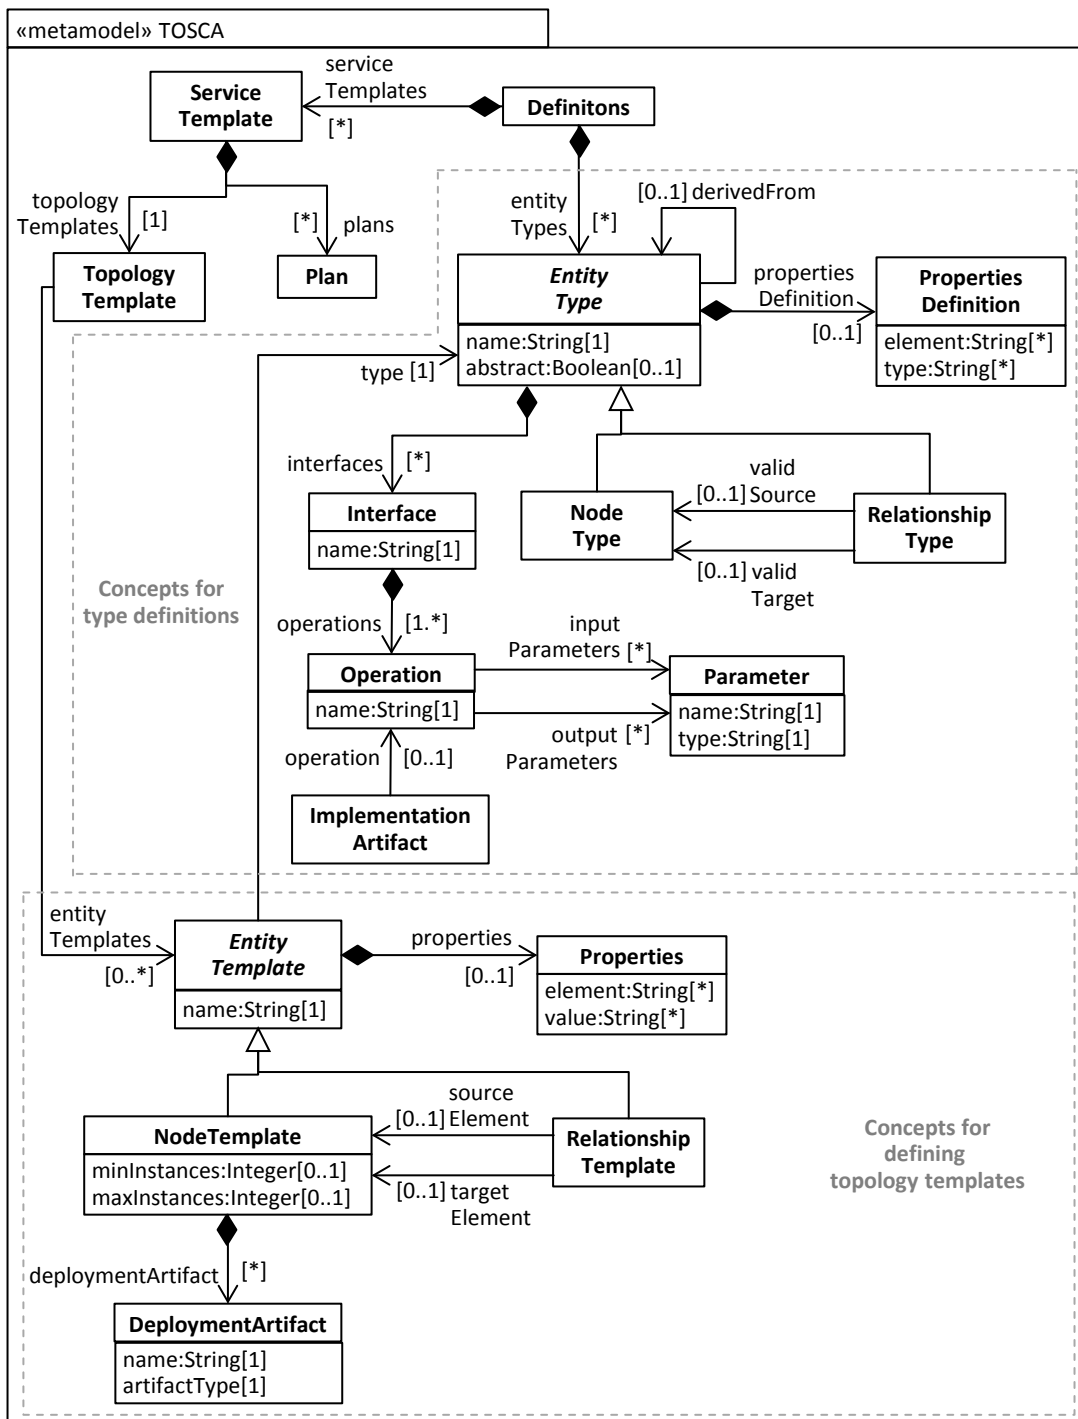 «metamodel» TOSCA
service
Templates
[*]
Service
Template
Definitons
topology
Templates
[1]
[*]
plans
entity
Types
[*]
[0..1] derivedFrom
Topology
Template
Plan
Entity
Type
name:String[1]
abstract:Boolean[0..1]
properties
Definition
[0..1]
Properties
Definition
element:String[*]
type:String[*]
type [1]
interfaces
[*]
Interface
name:String[1]
Node
Type
valid
[0..1] Source
[0..1] valid
Target
Relationship
Type
Concepts for
type definitions
operations
[1.*]
Operation
name:String[1]
input
Parameters [*]
output [*]
Parameters
Parameter
name:String[1]
type:String[1]
operation
[0..1]
Implementation
Artifact
entity
Templates
[0..*]
Entity
Template
name:String[1]
properties
[0..1]
Properties
element:String[*]
value:String[*]
NodeTemplate
minInstances:Integer[0..1]
maxInstances:Integer[0..1]
source
[0..1] Element
[0..1] target
Element
Relationship
Template
Concepts for
defining
topology templates
deploymentArtifact
[*]
DeploymentArtifact
name:String[1]
artifactType[1]